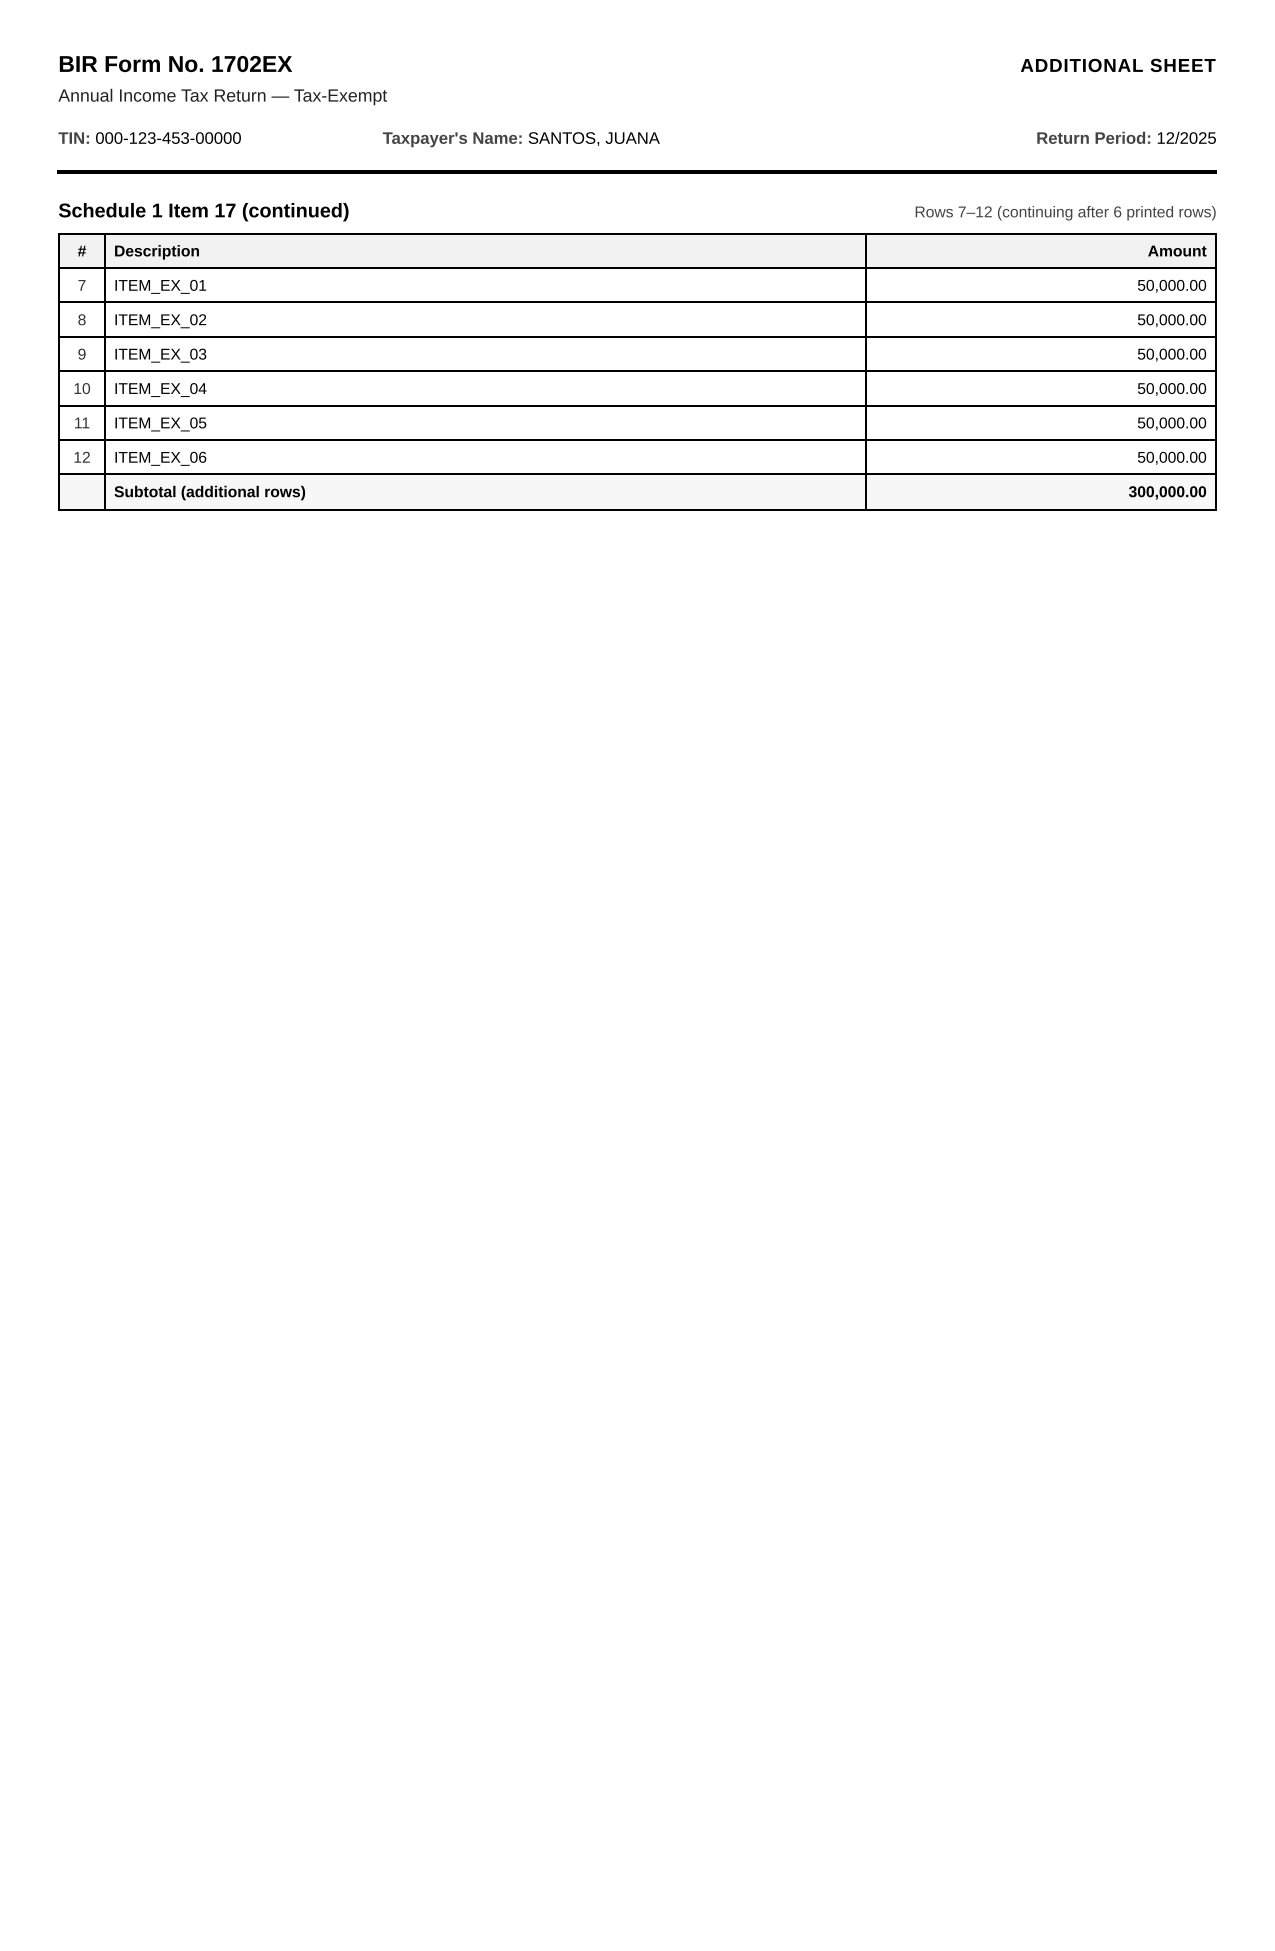 BIR Form No. 1702EX
ADDITIONAL SHEET
Annual Income Tax Return — Tax-Exempt
TIN: 000-123-453-00000 Taxpayer's Name: SANTOS, JUANA Return Period: 12/2025
Schedule 1 Item 17 (continued) Rows 7–12 (continuing after 6 printed rows)
# Description Amount
7 ITEM_EX_01 50,000.00
8 ITEM_EX_02 50,000.00
9 ITEM_EX_03 50,000.00
10 ITEM_EX_04 50,000.00
11 ITEM_EX_05 50,000.00
12 ITEM_EX_06 50,000.00
Subtotal (additional rows) 300,000.00